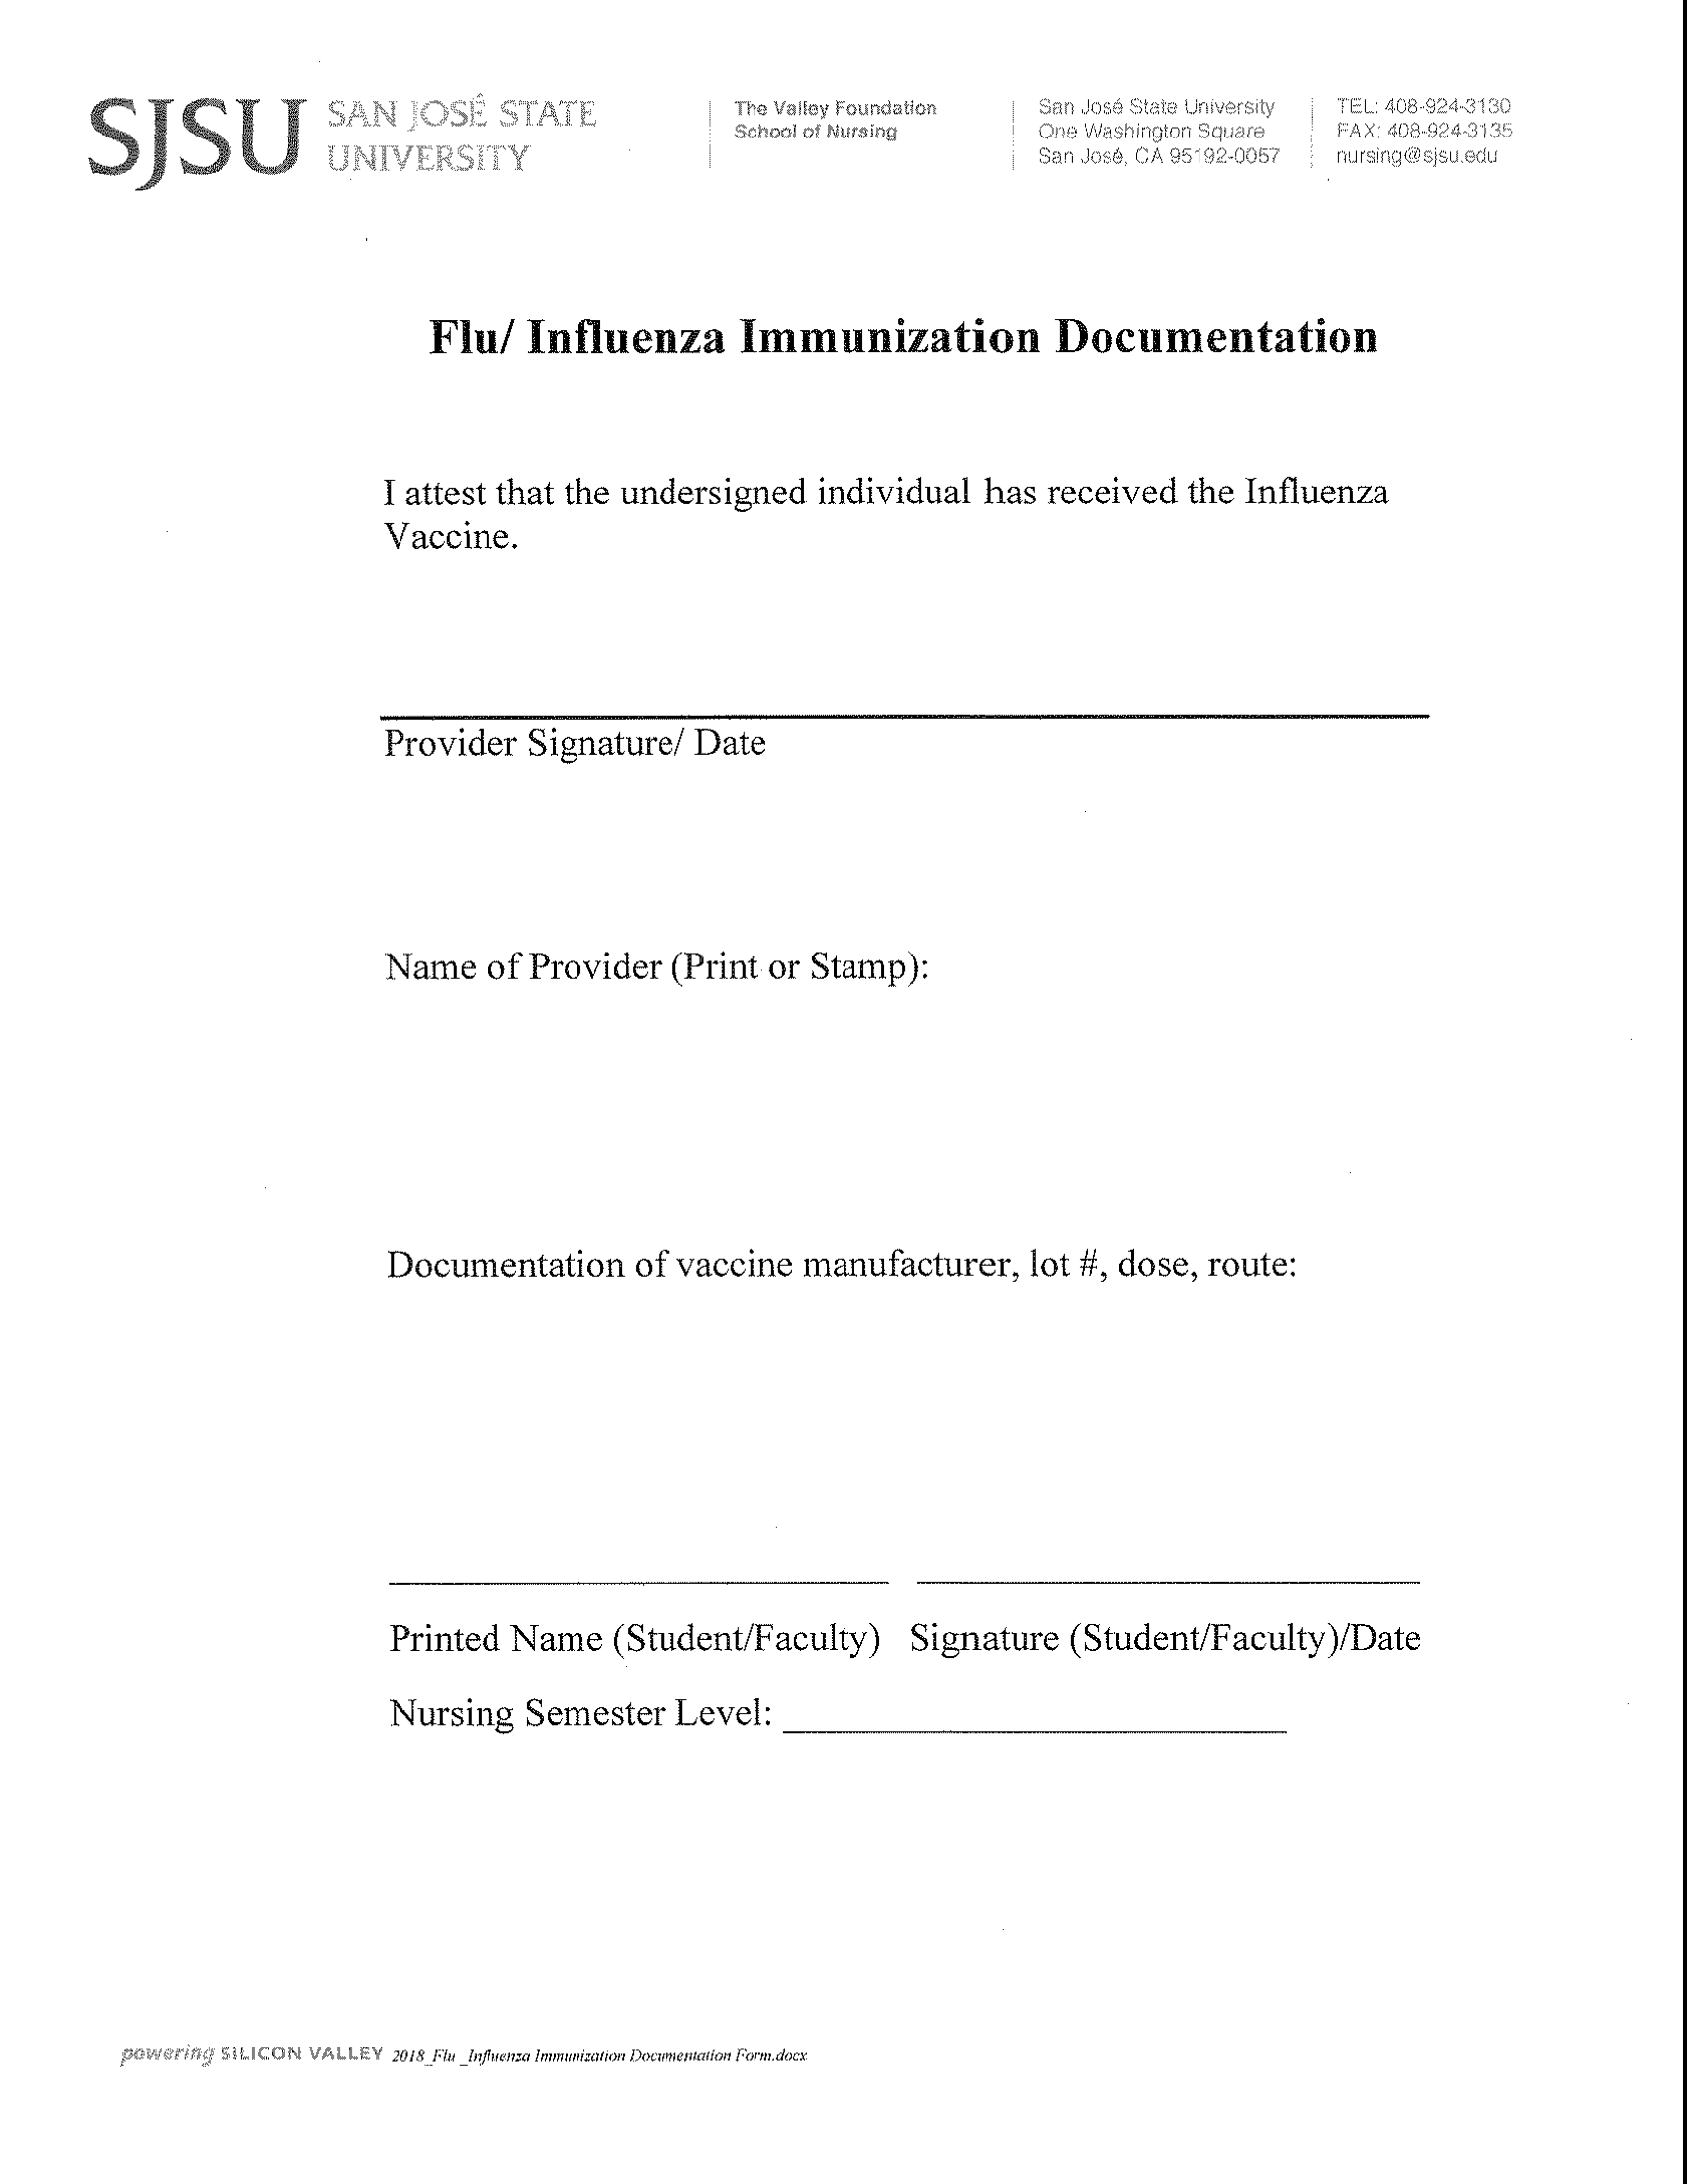 SJSU SAN JOSÉ STATE
UNIVERSITY
The Valley Foundation
School of Nursing
San José State University
One Washington Square
San José, CA 95192-0057
TEL: 408-924-3130
FAX: 408-924-3135
nursing@sjsu.edu
Flu/ Influenza Immunization Documentation
I attest that the undersigned individual has received the Influenza
Vaccine.
Provider Signature/ Date
Name of Provider (Print or Stamp):
Documentation of vaccine manufacturer, lot #, dose, route:
Printed Name (Student/Faculty) Signature (Student/Faculty)/Date
Nursing Semester Level:
powering SILICON VALLEY 2018_Flu _Influenza Immunization Documentation Form.docx